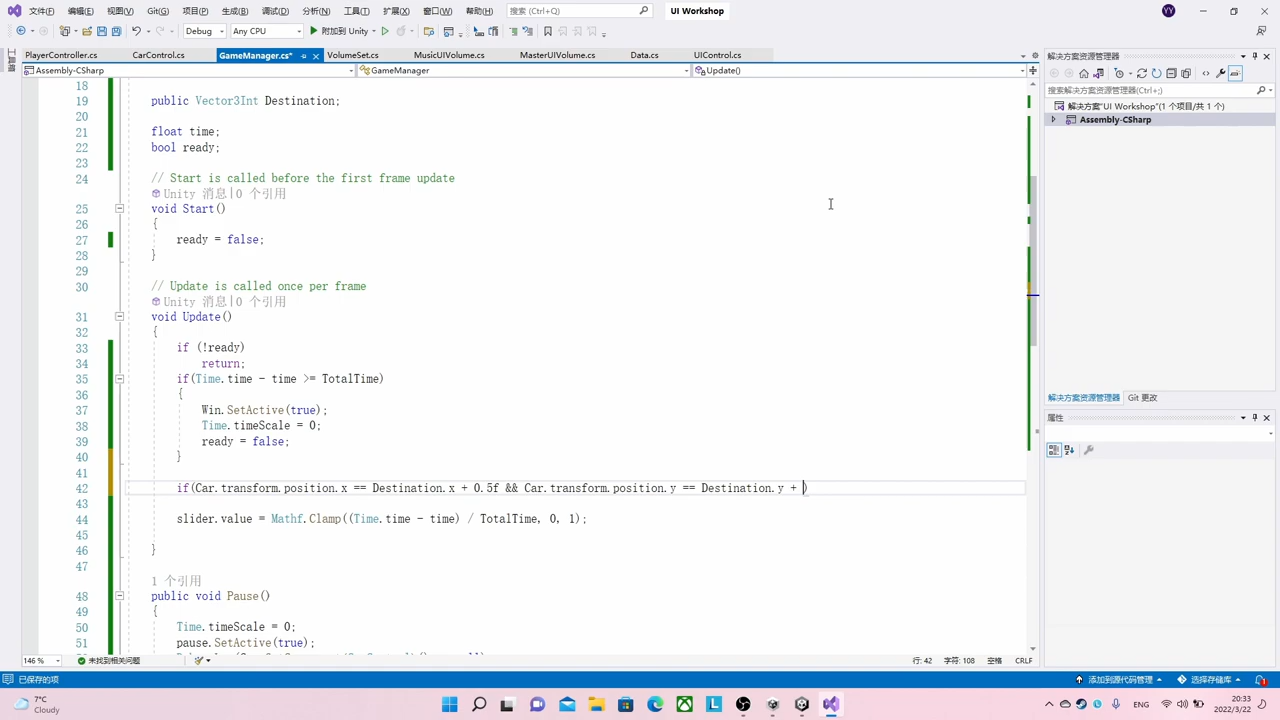 文件(F) 编辑(E) 视图(V) Git(G) 项目(P) 生成(B) 调试(D) 分析(N) 工具(T) 扩展(X) 窗口(W) 帮助(H) 搜索 (Ctrl+Q) UI Workshop YY
Debug Any CPU 附加到 Unity
PlayerController.cs CarControl.cs GameManager.cs* VolumeSet.cs MusicUIVolume.cs MasterUIVolume.cs Data.cs UIControl.cs
Assembly-CSharp GameManager Update()
18
19 public Vector3Int Destination;
20
21 float time;
22 bool ready;
23
24 // Start is called before the first frame update
Unity 消息|0 个引用
25 void Start()
26 {
27 ready = false;
28 }
29
30 // Update is called once per frame
Unity 消息|0 个引用
31 void Update()
32 {
33 if (!ready)
34 return;
35 if(Time.time - time >= TotalTime)
36 {
37 Win.SetActive(true);
38 Time.timeScale = 0;
39 ready = false;
40 }
41
42 if(Car.transform.position.x == Destination.x + 0.5f && Car.transform.position.y == Destination.y + )
43
44 slider.value = Mathf.Clamp((Time.time - time) / TotalTime, 0, 1);
45
46 }
47
1 个引用
48 public void Pause()
49 {
50 Time.timeScale = 0;
51 pause.SetActive(true);
解决方案资源管理器
搜索解决方案资源管理器(Ctrl+;)
解决方案"UI Workshop"(1 个项目/共 1 个)
Assembly-CSharp
解决方案资源管理器 Git 更改
属性
146 % 未找到相关问题 行: 42 字符: 108 空格 CRLF
已保存的项 添加到源代码管理 选择存储库
7°C
Cloudy
ENG
20:33
2022/3/22